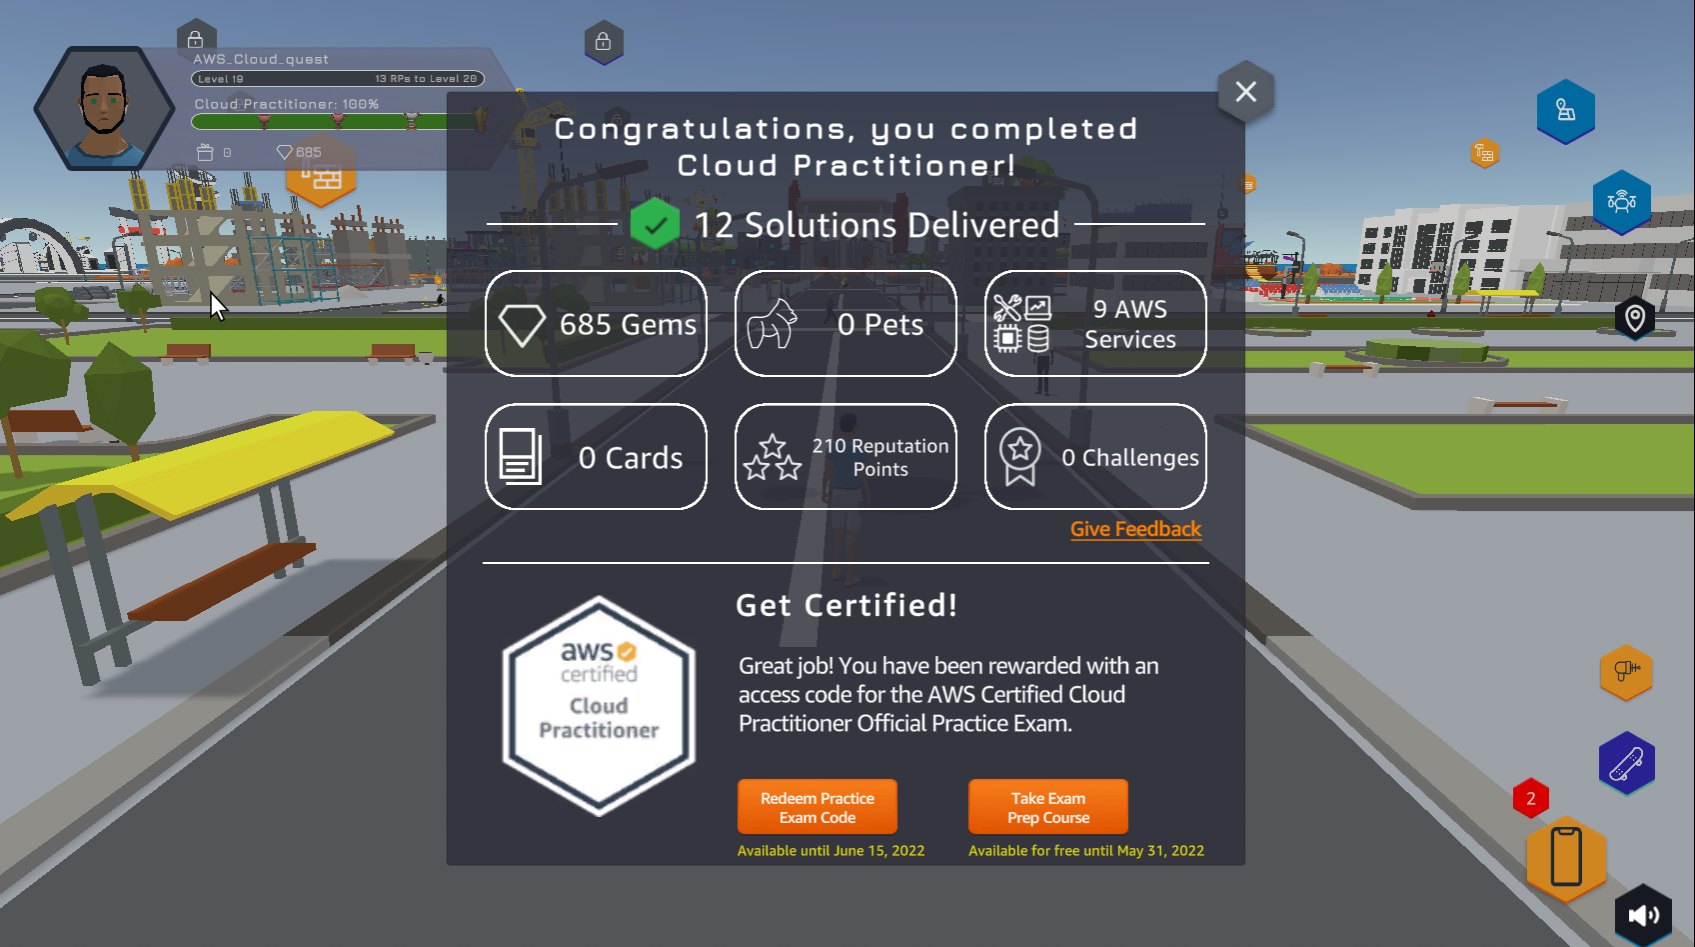 AWS_Cloud_quest
Level 19
13 RPs to Level 20
Cloud Practitioner: 100%
0
685
Congratulations, you completed
Cloud Practitioner!
12 Solutions Delivered
685 Gems
0 Pets
9 AWS
Services
0 Cards
210 Reputation
Points
0 Challenges
Give Feedback
aws
certified
Cloud
Practitioner
Get Certified!
Great job! You have been rewarded with an
access code for the AWS Certified Cloud
Practitioner Official Practice Exam.
Redeem Practice
Exam Code
Take Exam
Prep Course
Available until June 15, 2022
Available for free until May 31, 2022
2